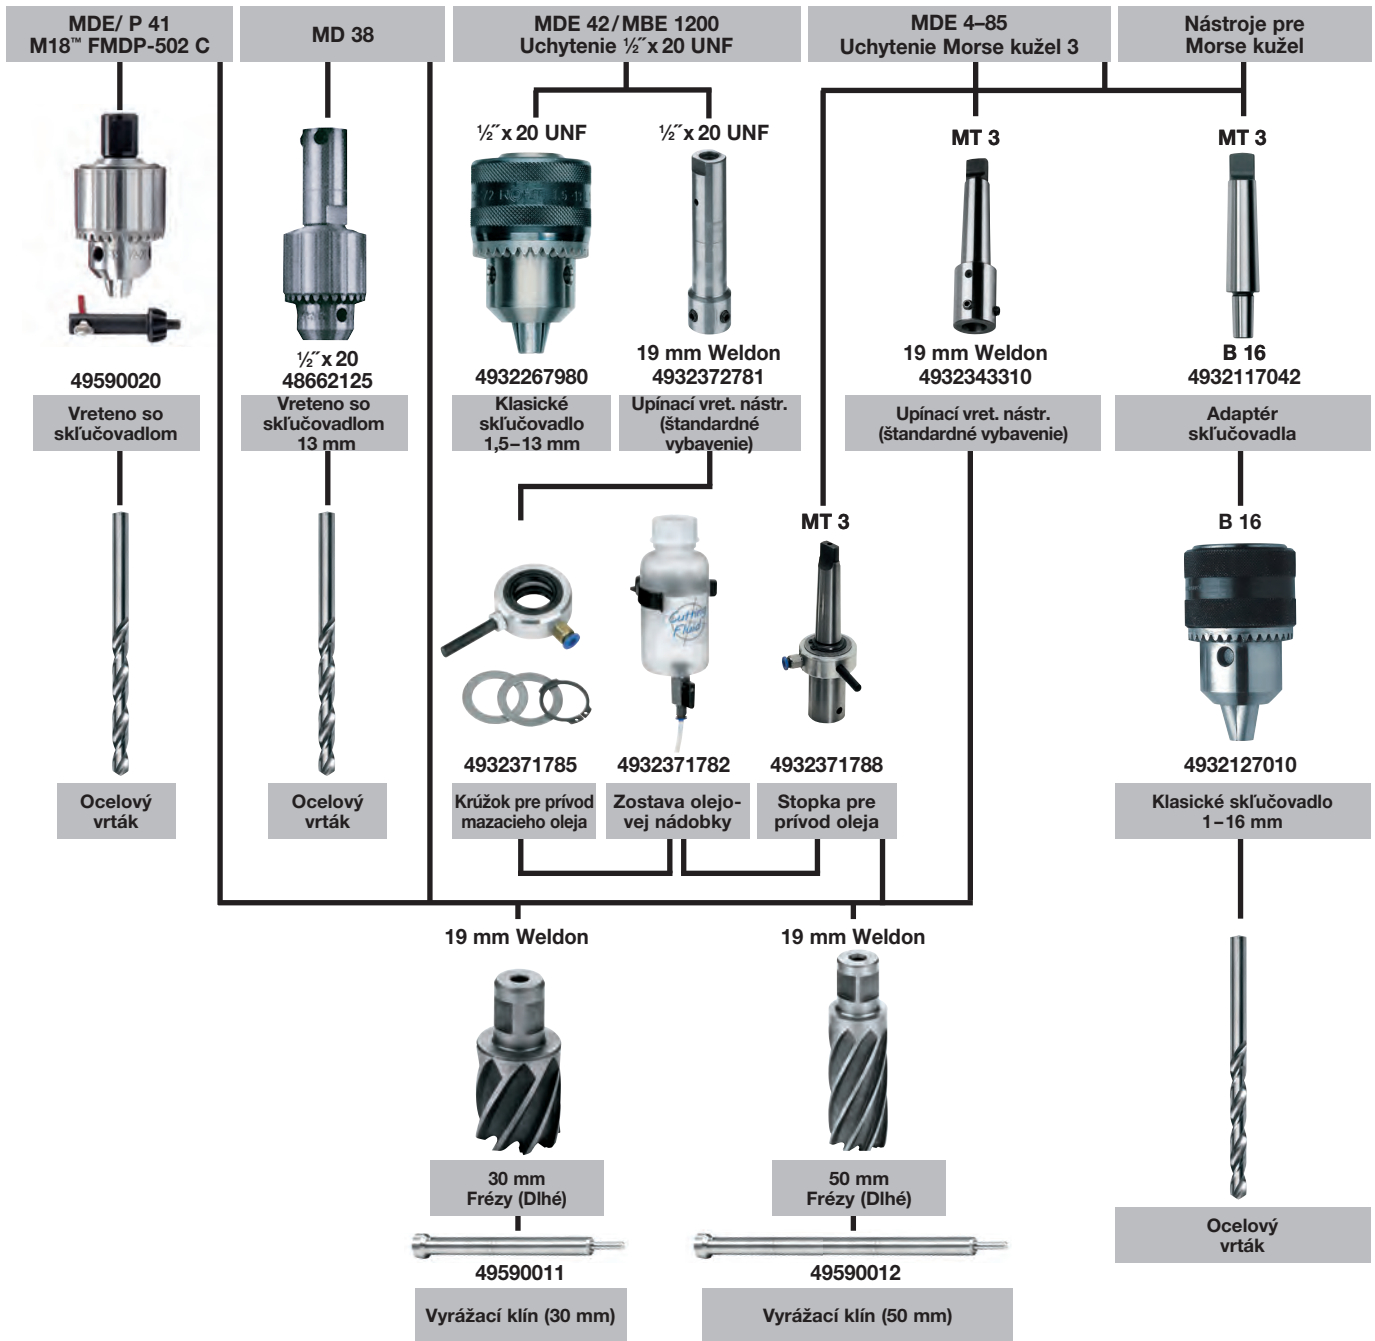 MDE/ P 41
M18™ FMDP-502 C
MD 38
MDE 42/MBE 1200
Uchytenie ½˝x 20 UNF
MDE 4–85
Uchytenie Morse kužel 3
Nástroje pre
Morse kužel
½˝x 20 UNF
½˝x 20 UNF
MT 3
MT 3
½˝x 20
19 mm Weldon
19 mm Weldon
B 16
49590020
48662125
4932267980
4932372781
4932343310
4932117042
Vreteno so
skľučovadlom
Vreteno so
skľučovadlom
13 mm
Klasické
skľučovadlo
1,5–13 mm
Upínací vret. nástr.
(štandardné
vybavenie)
Upínací vret. nástr.
(štandardné vybavenie)
Adaptér
skľučovadla
MT 3
B 16
Cutting
Fluid
4932371785
4932371782
4932371788
4932127010
Ocelový
vrták
Ocelový
vrták
Krúžok pre prívod
mazacieho oleja
Zostava olejo-
vej nádobky
Stopka pre
prívod oleja
Klasické skľučovadlo
1–16 mm
19 mm Weldon
19 mm Weldon
30 mm
Frézy (Dlhé)
50 mm
Frézy (Dlhé)
Ocelový
vrták
49590011
49590012
Vyrážací klín (30 mm)
Vyrážací klín (50 mm)